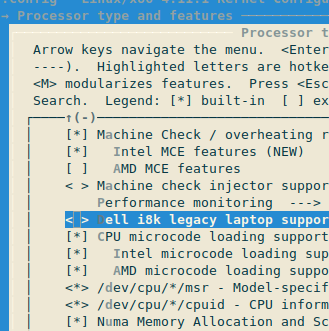 .config - Linux/x86 4.11.1 Kernel Configu
→ Processor type and features
Processor t
Arrow keys navigate the menu.  <Enter
----).  Highlighted letters are hotke
<M> modularizes features.  Press <Esc
Search.  Legend: [*] built-in  [ ] ex
↑(-)
[*] Machine Check / overheating r
[*]   Intel MCE features (NEW)
[ ]   AMD MCE features
< > Machine check injector suppor
Performance monitoring  --->
< > Dell i8k legacy laptop suppor
[*] CPU microcode loading support
[*]   Intel microcode loading sup
[*]   AMD microcode loading suppo
<*> /dev/cpu/*/msr - Model-specif
<*> /dev/cpu/*/cpuid - CPU inform
[*] Numa Memory Allocation and Sc